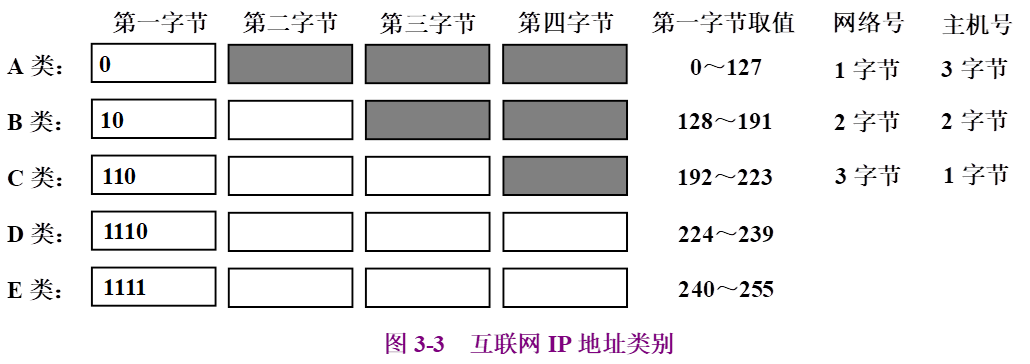 第一字节 第二字节 第三字节 第四字节 第一字节取值 网络号 主机号
A 类： 0 0～127 1 字节 3 字节
B 类： 10 128～191 2 字节 2 字节
C 类： 110 192～223 3 字节 1 字节
D 类： 1110 224～239
E 类： 1111 240～255
图 3-3 互联网 IP 地址类别